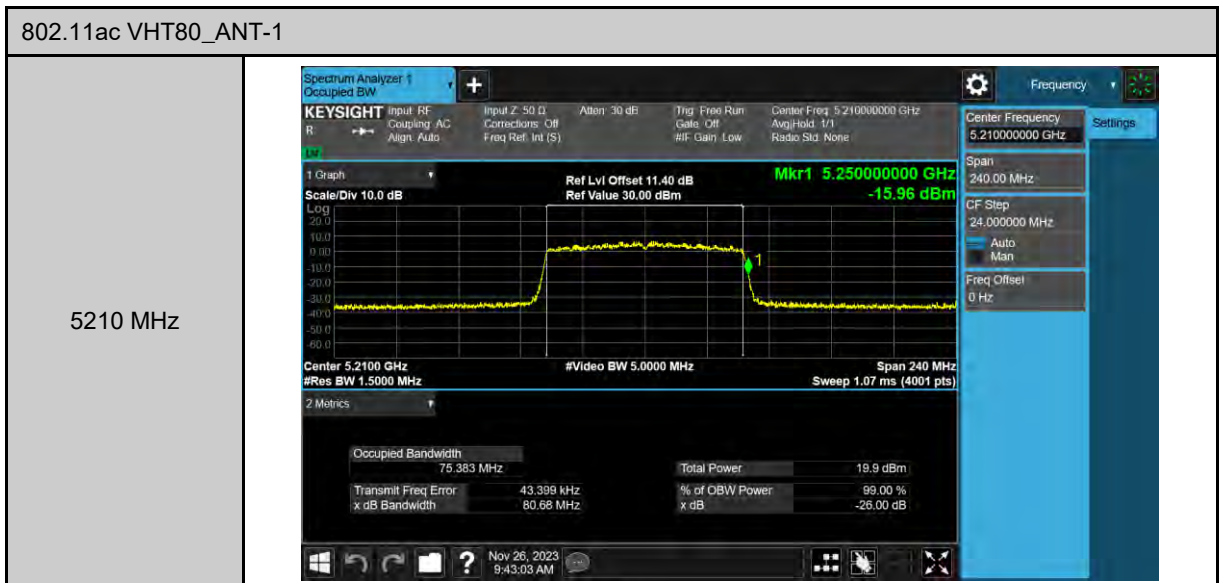 802.11ac VHT80_ANT-1
5210 MHz
Spectrum Analyzer 1
Occupied BW
+
Frequency
KEYSIGHT
R
Input: RF
Coupling: AC
Align: Auto
Input Z: 50 Ω
Corrections: Off
Freq Ref: Int (S)
Atten: 30 dB
Trig: Free Run
Gate: Off
#IF Gain: Low
Center Freq: 5.210000000 GHz
Avg|Hold: 1/1
Radio Std: None
Center Frequency
5.210000000 GHz
Settings
Span
240.00 MHz
CF Step
24.000000 MHz
Auto
Man
Freq Offset
0 Hz
1 Graph
Scale/Div 10.0 dB
Ref Lvl Offset 11.40 dB
Ref Value 30.00 dBm
Mkr1 5.250000000 GHz
-15.96 dBm
Log
20.0
10.0
0.00
-10.0
-20.0
-30.0
-40.0
-50.0
-60.0
1
Center 5.2100 GHz
#Video BW 5.0000 MHz
Span 240 MHz
#Res BW 1.5000 MHz
Sweep 1.07 ms (4001 pts)
2 Metrics
Occupied Bandwidth
75.383 MHz
Total Power 19.9 dBm
Transmit Freq Error 43.399 kHz
% of OBW Power 99.00 %
x dB Bandwidth 80.68 MHz
x dB -26.00 dB
?
Nov 26, 2023
9:43:03 AM